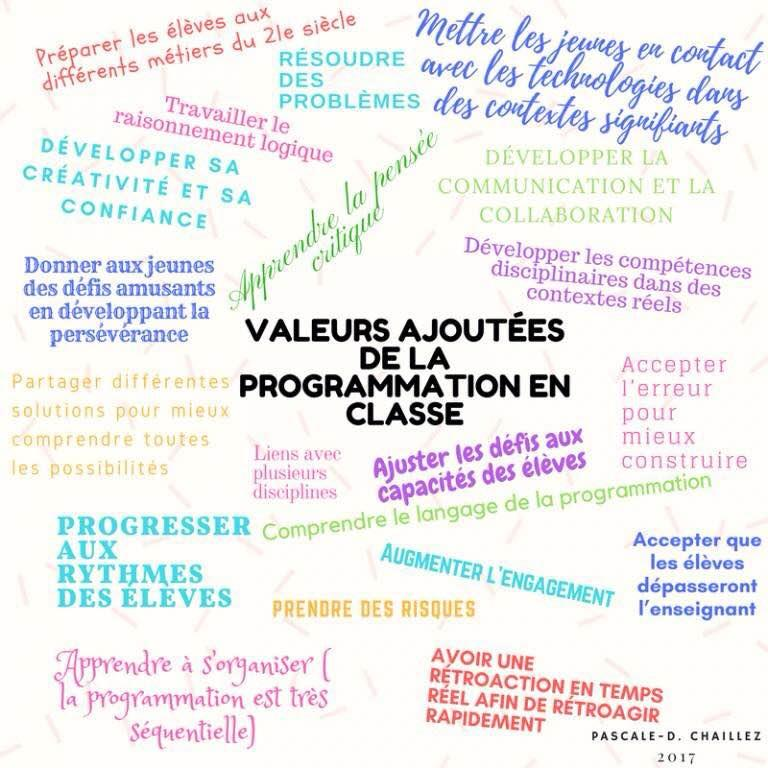 Préparer les élèves aux
différents métiers du 21e siècle
RÉSOUDRE
DES
PROBLÈMES
Mettre les jeunes en contact
avec les technologies dans
des contextes signifiants
Travailler le
raisonnement logique
DÉVELOPPER SA
CRÉATIVITÉ ET SA
CONFIANCE
Apprendre la pensée
critique
DÉVELOPPER LA
COMMUNICATION ET LA
COLLABORATION
Donner aux jeunes
des défis amusants
en développant la
persévérance
Développer les compétences
disciplinaires dans des
contextes réels
VALEURS AJOUTÉES
DE LA
PROGRAMMATION EN
CLASSE
Partager différentes
solutions pour mieux
comprendre toutes
les possibilités
Accepter
l'erreur
pour
mieux
construire
Liens avec
plusieurs
disciplines
Ajuster les défis aux
capacités des élèves
Comprendre le langage de la programmation
PROGRESSER
AUX
RYTHMES
DES ÉLÈVES
AUGMENTER L'ENGAGEMENT
Accepter que
les élèves
dépasseront
l'enseignant
PRENDRE DES RISQUES
Apprendre à s'organiser (
la programmation est très
séquentielle)
AVOIR UNE
RÉTROACTION EN TEMPS
RÉEL AFIN DE RÉTROAGIR
RAPIDEMENT
PASCALE-D. CHAILLEZ
2017